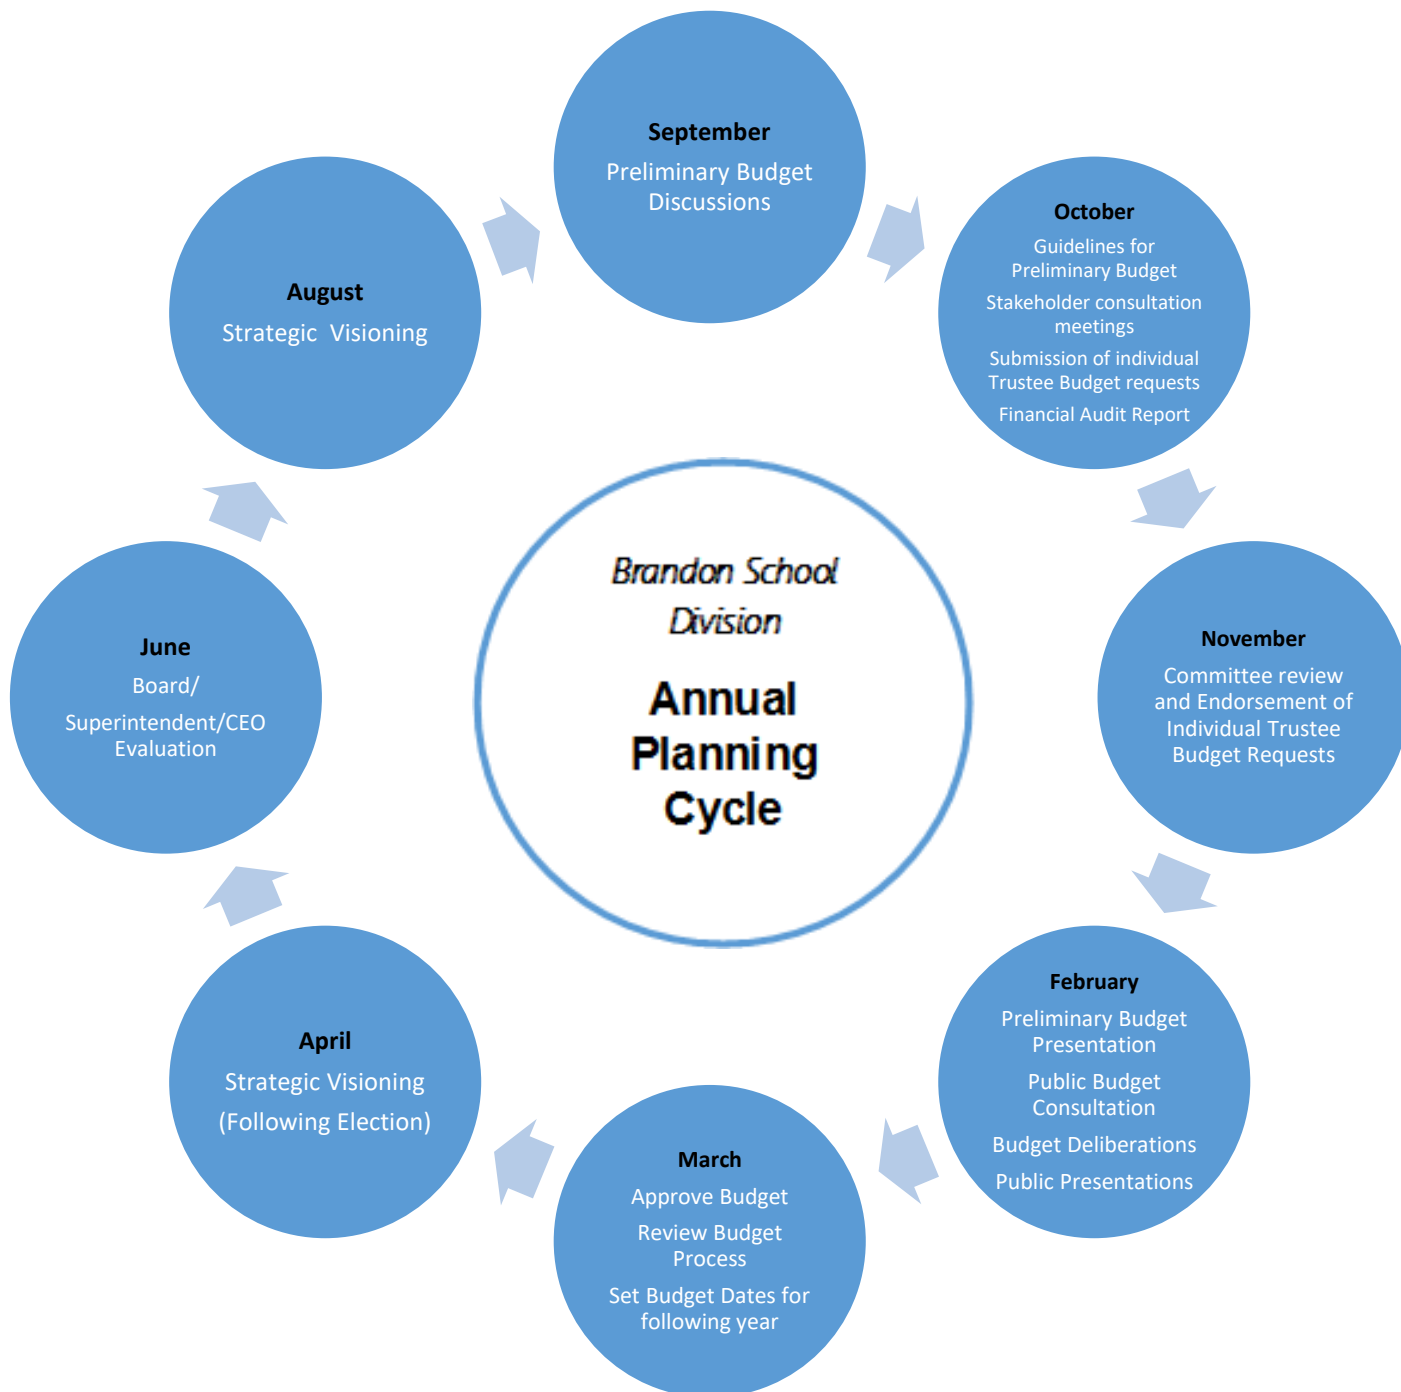 September
Preliminary Budget
Discussions
October
Guidelines for
Preliminary Budget
Stakeholder consultation
meetings
Submission of individual
Trustee Budget requests
Financial Audit Report
November
Committee review
and Endorsement of
Individual Trustee
Budget Requests
February
Preliminary Budget
Presentation
Public Budget
Consultation
Budget Deliberations
Public Presentations
March
Approve Budget
Review Budget
Process
Set Budget Dates for
following year
April
Strategic Visioning
(Following Election)
June
Board/
Superintendent/CEO
Evaluation
August
Strategic Visioning
Brandon School
Division
Annual
Planning
Cycle